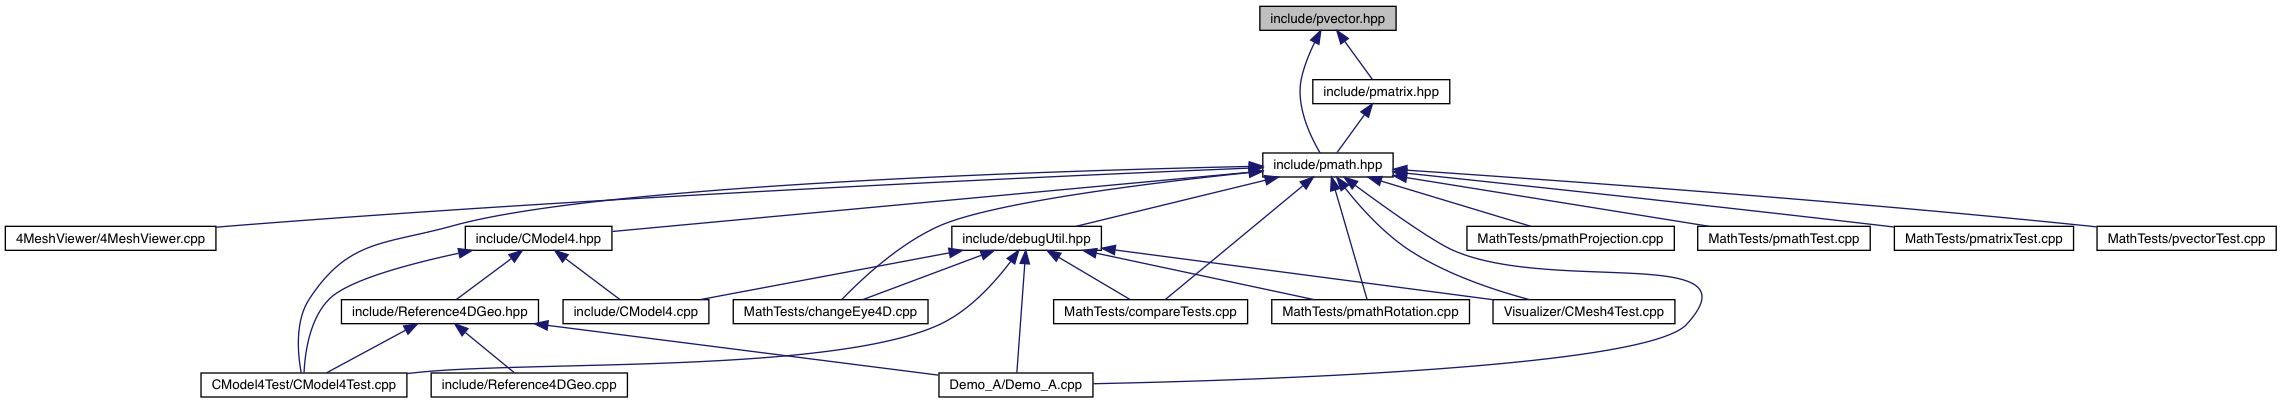 include/pvector.hpp
include/pmatrix.hpp
include/pmath.hpp
4MeshViewer/4MeshViewer.cpp
include/CModel4.hpp
include/debugUtil.hpp
MathTests/pmathProjection.cpp
MathTests/pmathTest.cpp
MathTests/pmatrixTest.cpp
MathTests/pvectorTest.cpp
include/Reference4DGeo.hpp
include/CModel4.cpp
MathTests/changeEye4D.cpp
MathTests/compareTests.cpp
MathTests/pmathRotation.cpp
Visualizer/CMesh4Test.cpp
CModel4Test/CModel4Test.cpp
include/Reference4DGeo.cpp
Demo_A/Demo_A.cpp